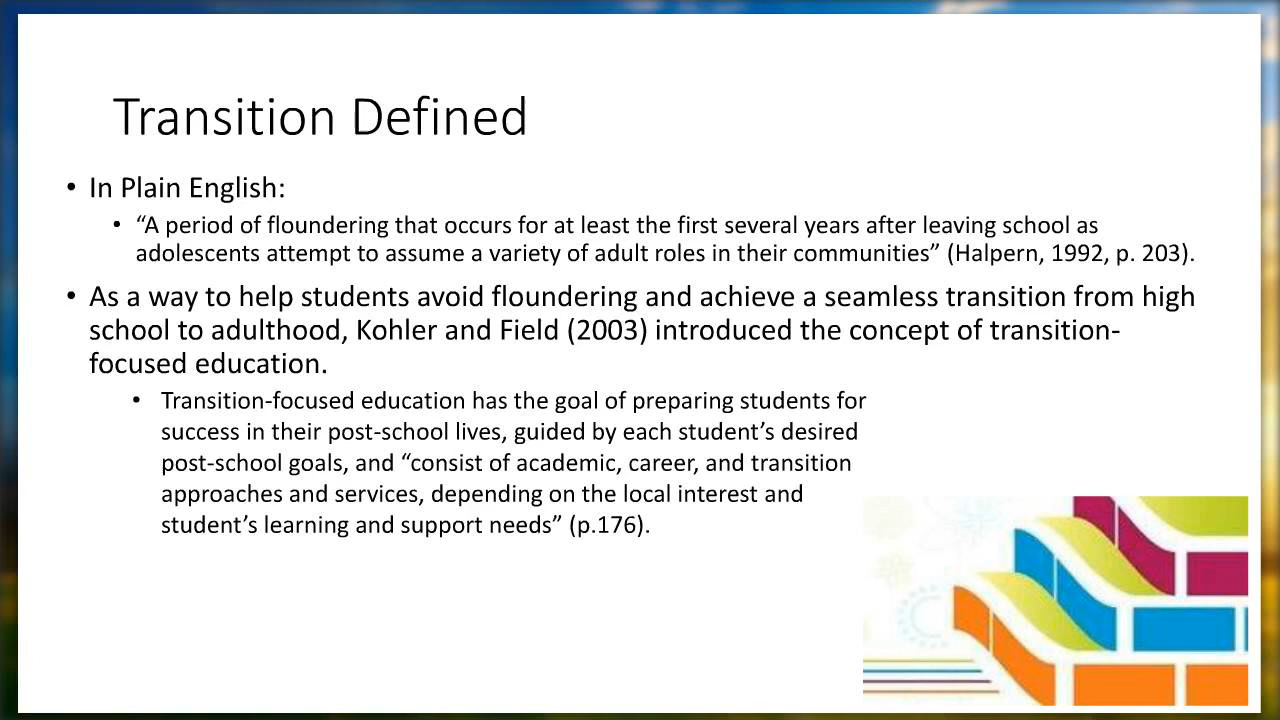 Transition Defined
• In Plain English:
• “A period of floundering that occurs for at least the first several years after leaving school as
adolescents attempt to assume a variety of adult roles in their communities” (Halpern, 1992, p. 203).
• As a way to help students avoid floundering and achieve a seamless transition from high
school to adulthood, Kohler and Field (2003) introduced the concept of transition-
focused education.
• Transition-focused education has the goal of preparing students for
success in their post-school lives, guided by each student’s desired
post-school goals, and “consist of academic, career, and transition
approaches and services, depending on the local interest and
student’s learning and support needs” (p.176).